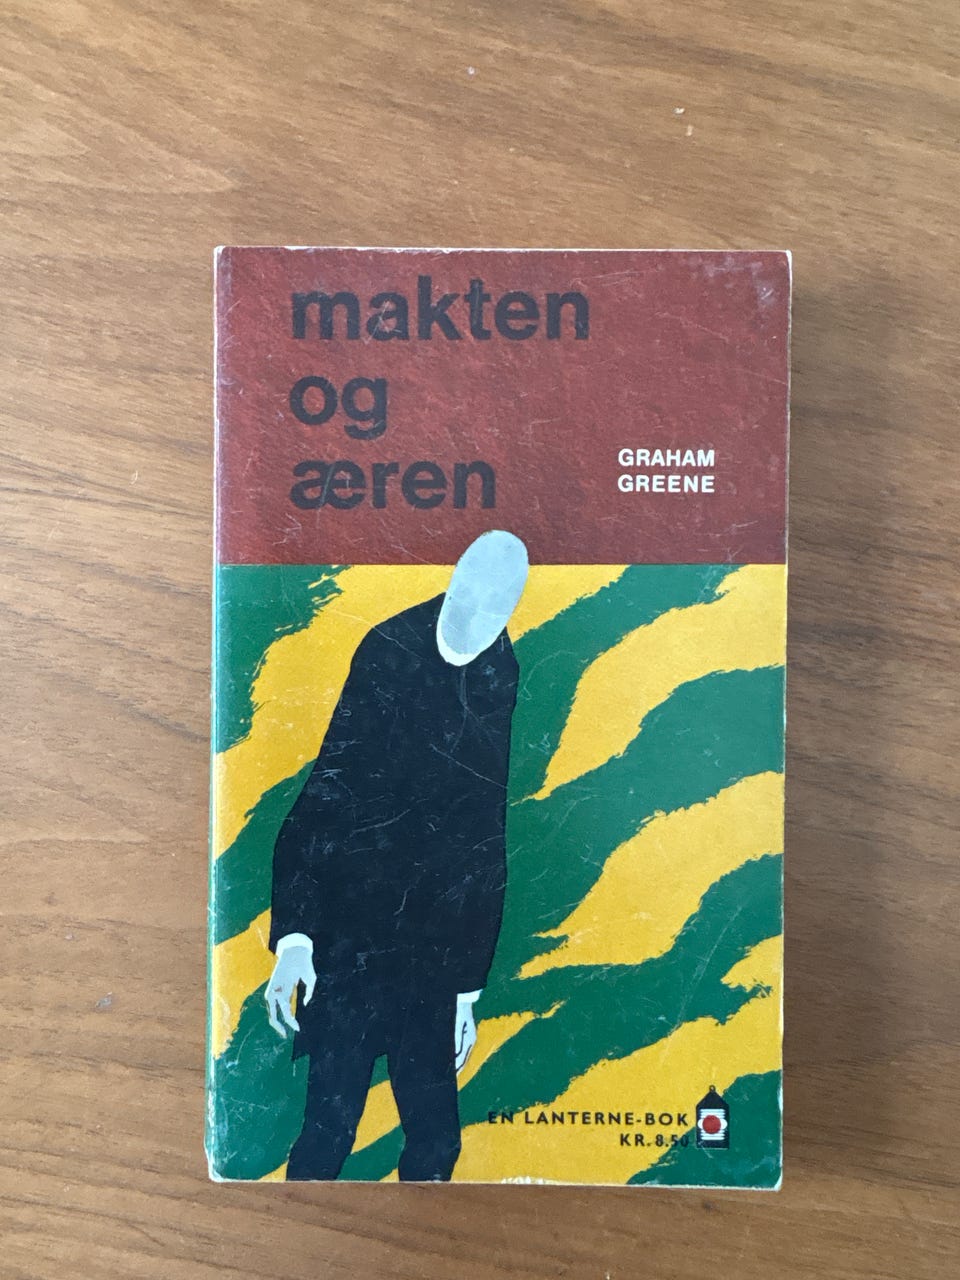 makten
og
æren
GRAHAM
GREENE
EN LANTERNE-BOK
KR. 8.50